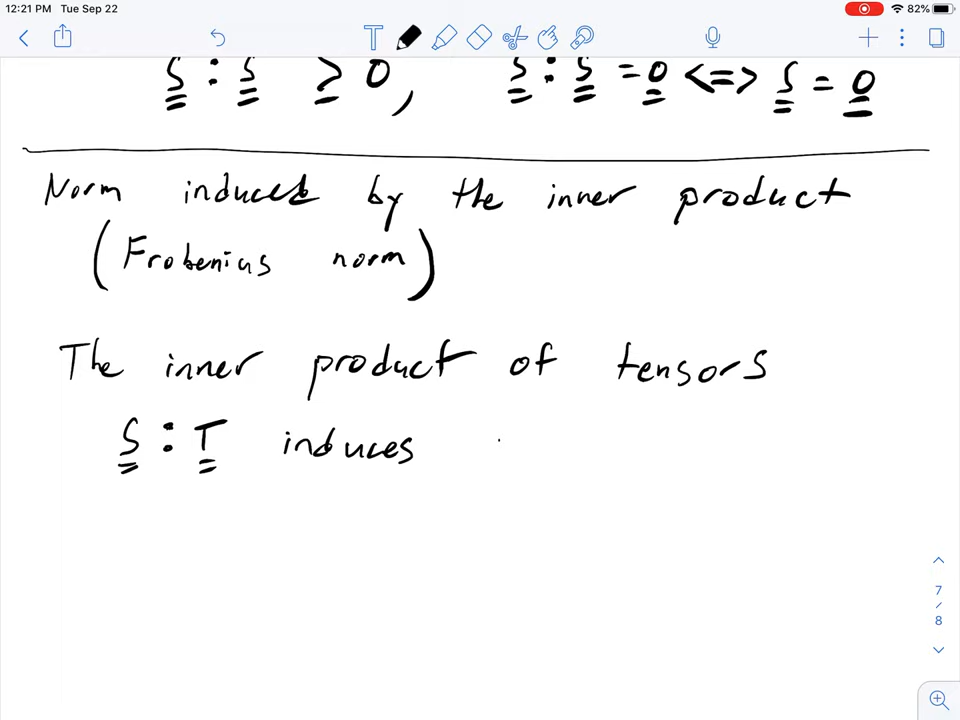 12:21 PM Tue Sep 22 82%
T
S : S ≥ 0, S : S = 0 <=> S = 0
Norm induced by the inner product
(Frobenius norm)
The inner product of tensors
S : T induces
7
/
8